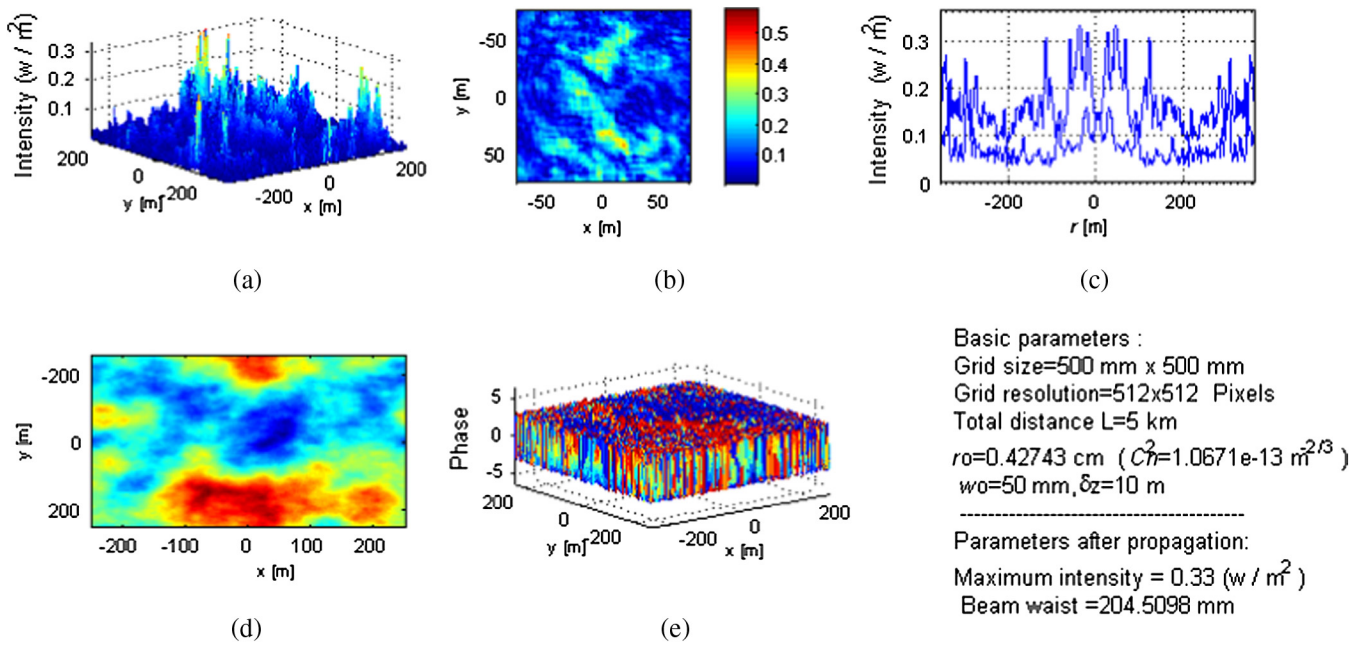 Intensity (w / m²)
0.3
0.2
0.1
200
0
-200
y [m]
-200
0
200
x [m]
(a)
-50
0
50
y [m]
-50
0
50
x [m]
0.5
0.4
0.3
0.2
0.1
(b)
Intensity (w / m²)
0.3
0.2
0.1
0
-200
0
200
r [m]
(c)
-200
0
200
y [m]
-200
-100
0
100
200
x [m]
(d)
Phase
5
0
-5
200
0
-200
y [m]
-200
0
200
x [m]
(e)
Basic parameters :
Grid size=500 mm x 500 mm
Grid resolution=512x512 Pixels
Total distance L=5 km
ro=0.42743 cm ( C²n=1.0671e-13 m^2/3 )
wo=50 mm, δz=10 m
----------------------------------------
Parameters after propagation:
Maximum intensity = 0.33 (w / m² )
Beam waist =204.5098 mm